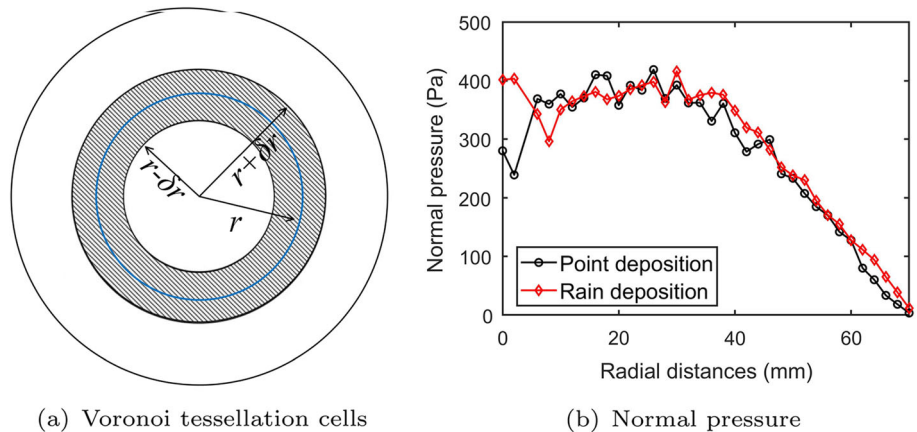 r-δr
r+δr
r
(a) Voronoi tessellation cells
500
400
300
200
100
0
Normal pressure (Pa)
Point deposition
Rain deposition
0 20 40 60
Radial distances (mm)
(b) Normal pressure